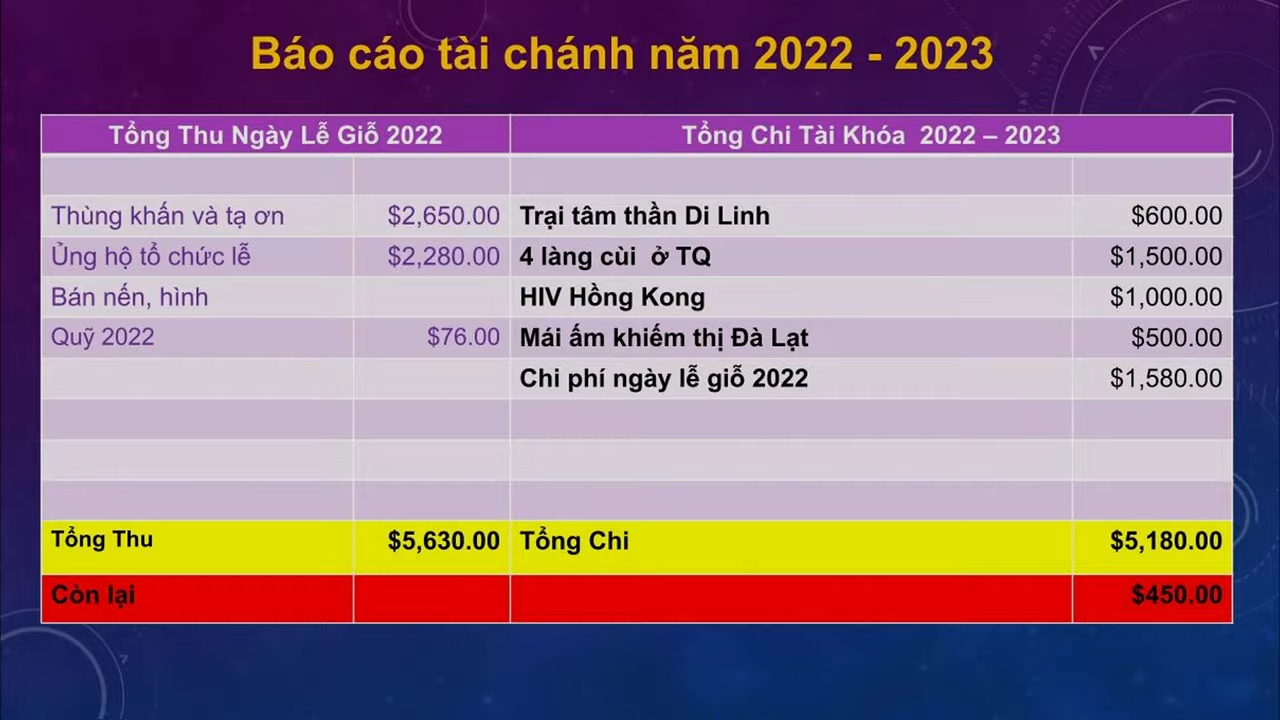 Báo cáo tài chánh năm 2022 - 2023
Tổng Thu Ngày Lễ Giỗ 2022 Tổng Chi Tài Khóa 2022 – 2023
Thùng khấn và tạ ơn $2,650.00 Trại tâm thần Di Linh $600.00
Ủng hộ tổ chức lễ $2,280.00 4 làng cùi ở TQ $1,500.00
Bán nến, hình HIV Hồng Kong $1,000.00
Quỹ 2022 $76.00 Mái ấm khiếm thị Đà Lạt $500.00
Chi phí ngày lễ giỗ 2022 $1,580.00
Tổng Thu $5,630.00 Tổng Chi $5,180.00
Còn lại $450.00